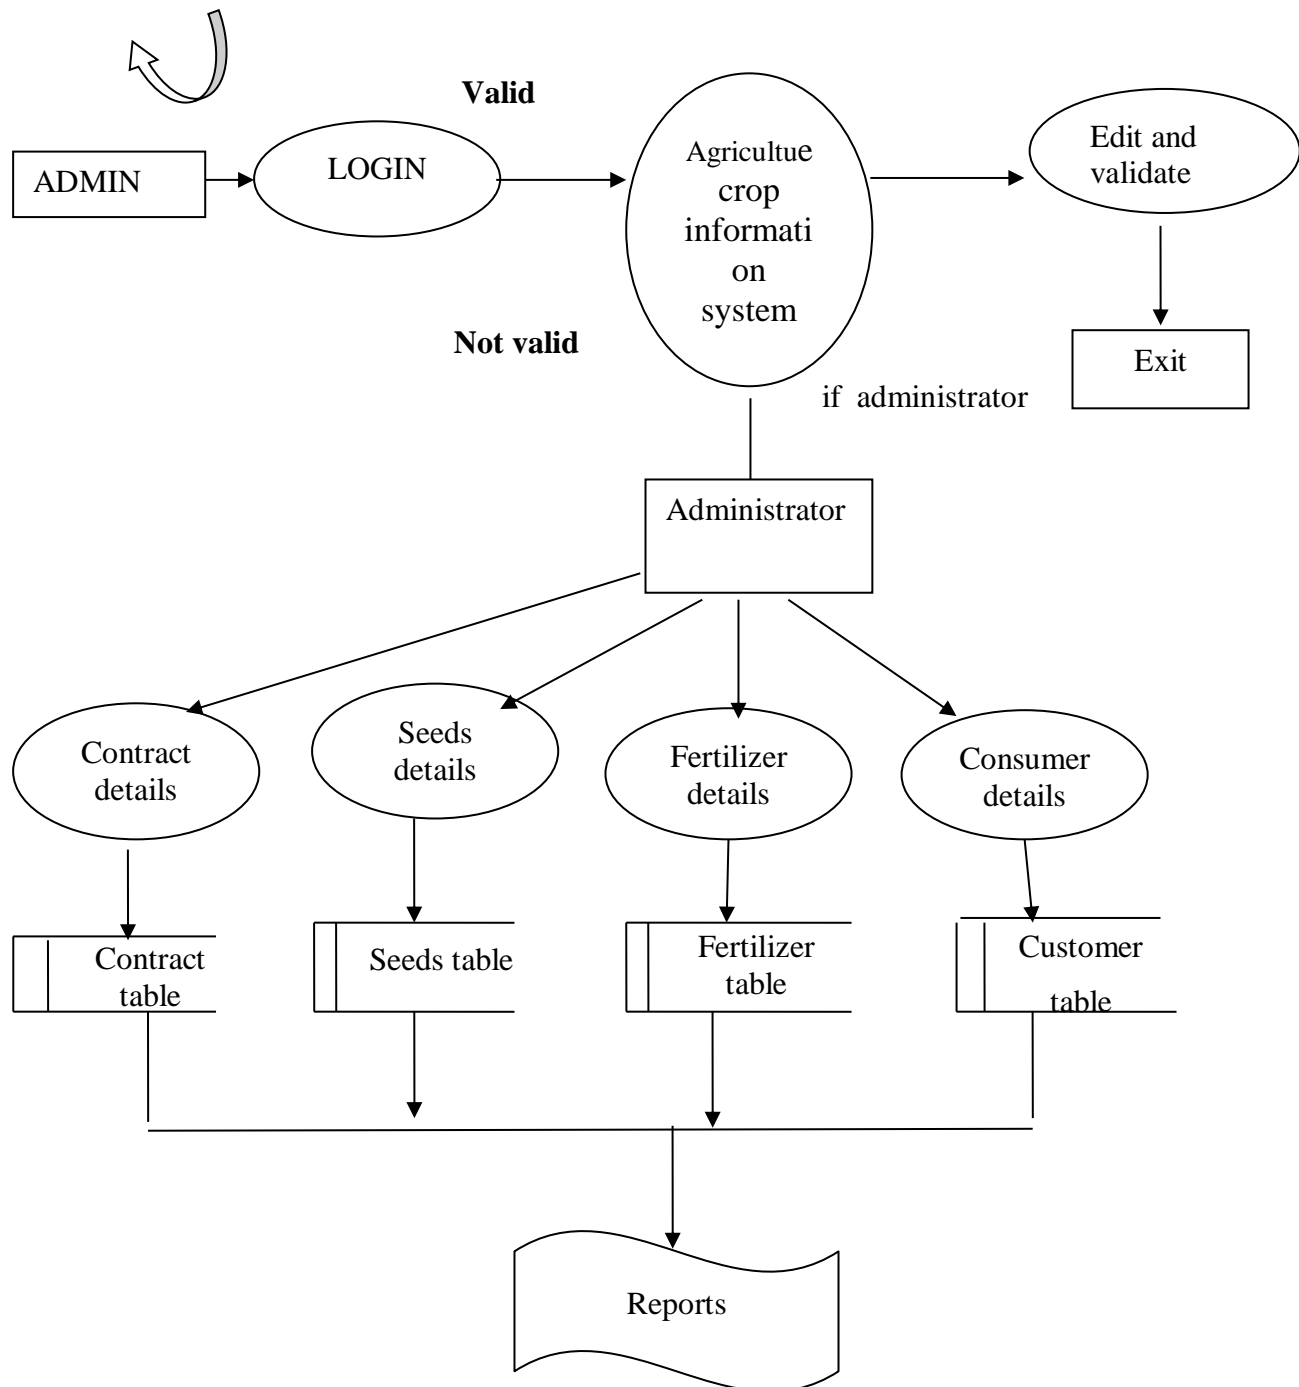 Valid
ADMIN
LOGIN
Agricultue
crop
informati
on
system
Edit and
validate
Not valid
Exit
if administrator
Administrator
Contract
details
Seeds
details
Fertilizer
details
Consumer
details
Contract
table
Seeds table
Fertilizer
table
Customer
table
Reports